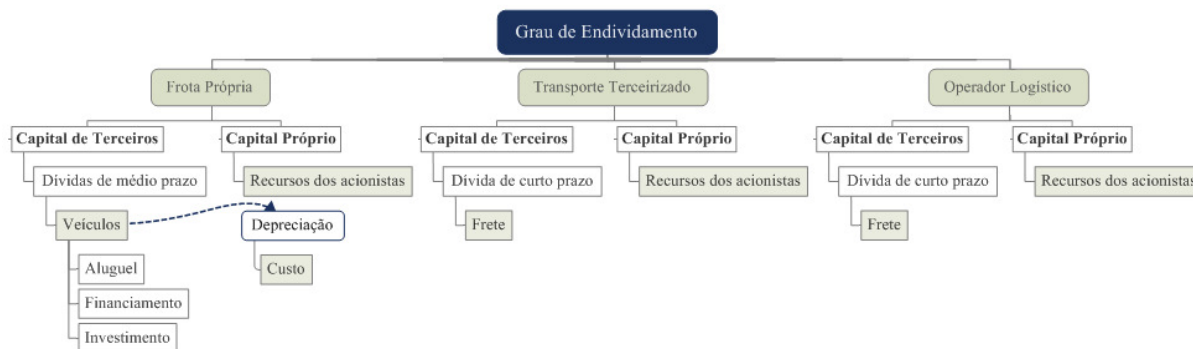 Grau de Endividamento
Frota Própria
Transporte Terceirizado
Operador Logístico
Capital de Terceiros
Capital Próprio
Capital de Terceiros
Capital Próprio
Capital de Terceiros
Capital Próprio
Dívidas de médio prazo
Recursos dos acionistas
Dívida de curto prazo
Recursos dos acionistas
Dívida de curto prazo
Recursos dos acionistas
Veículos
Depreciação
Frete
Frete
Aluguel
Custo
Financiamento
Investimento